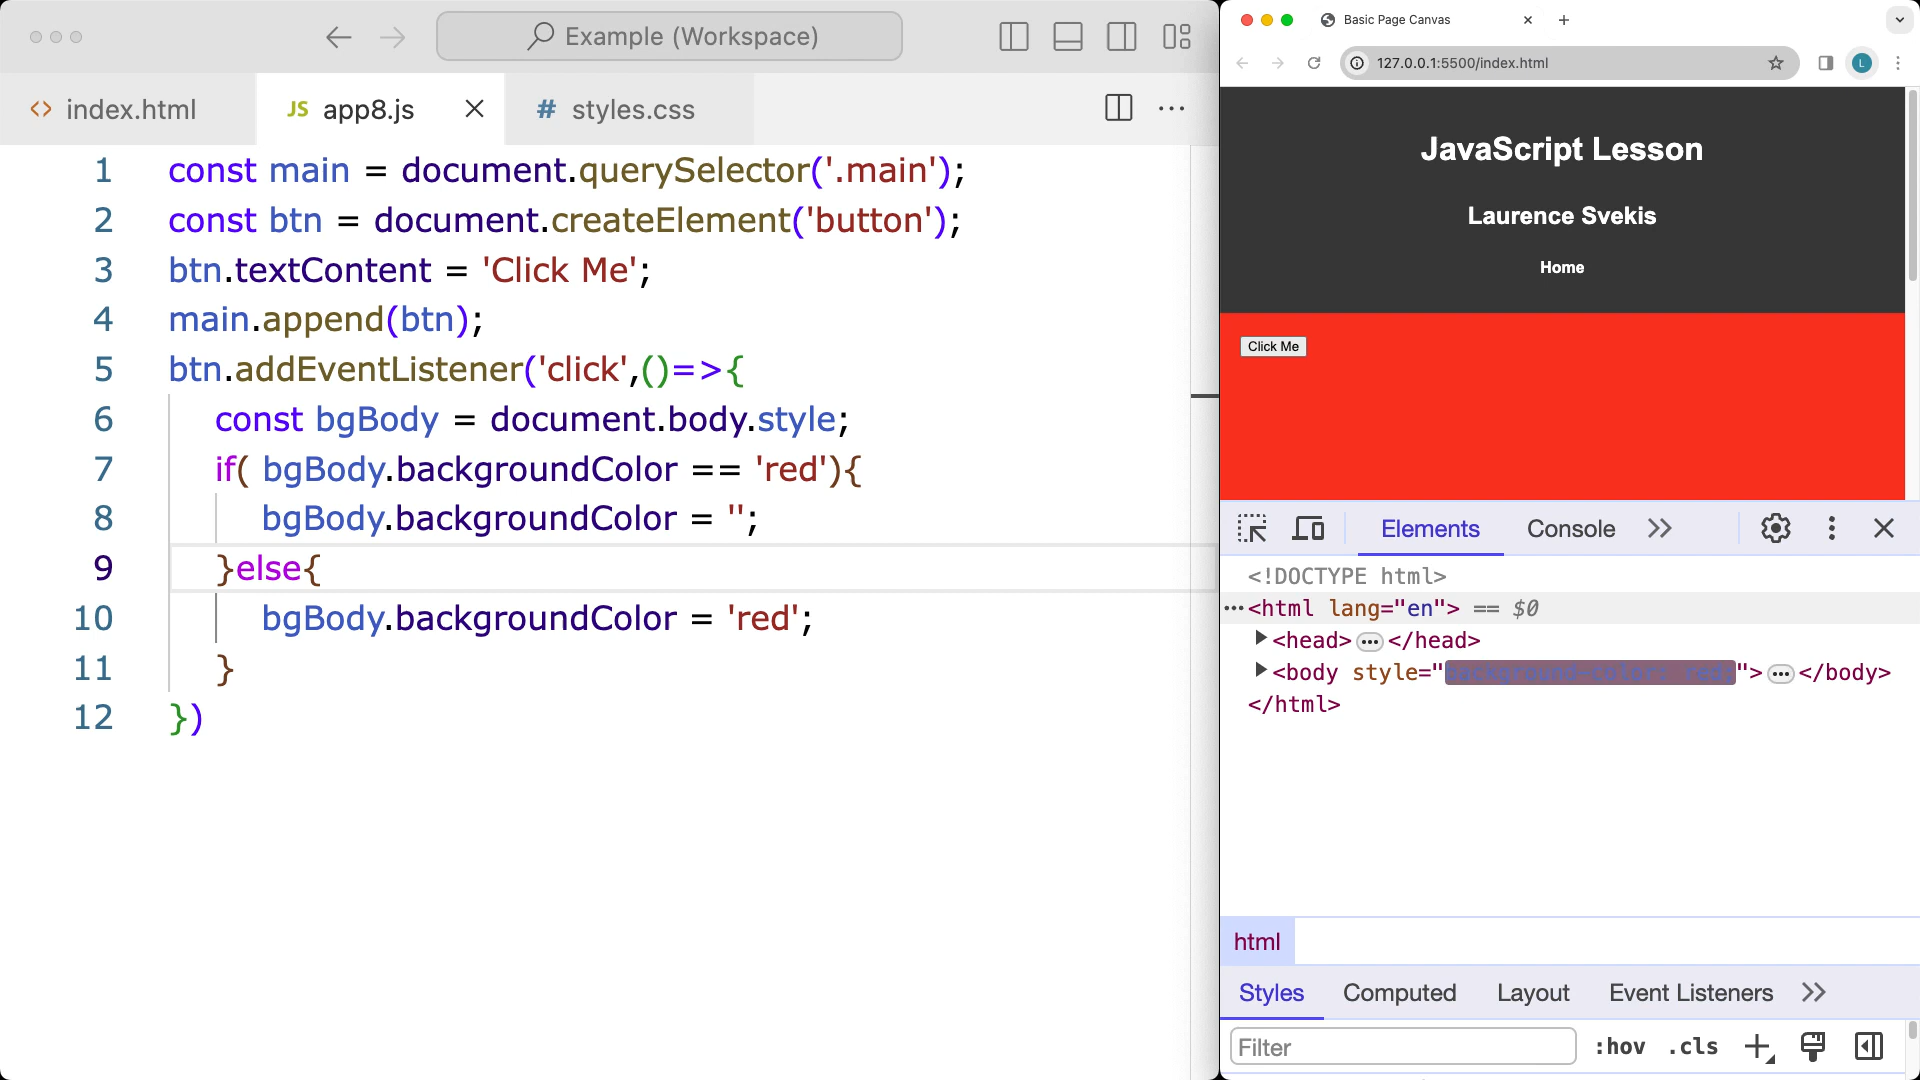 Example (Workspace)
index.html
JS app8.js
# styles.css
1 const main = document.querySelector('.main');
2 const btn = document.createElement('button');
3 btn.textContent = 'Click Me';
4 main.append(btn);
5 btn.addEventListener('click',()=>{
6 const bgBody = document.body.style;
7 if( bgBody.backgroundColor == 'red'){
8 bgBody.backgroundColor = '';
9 }else{
10 bgBody.backgroundColor = 'red';
11 }
12 })
Basic Page Canvas
127.0.0.1:5500/index.html
L
JavaScript Lesson
Laurence Svekis
Home
Click Me
Elements Console
<!DOCTYPE html>
<html lang="en"> == $0
<head> </head>
<body style="background-color: red;"> </body>
</html>
html
Styles Computed Layout Event Listeners
Filter :hov .cls